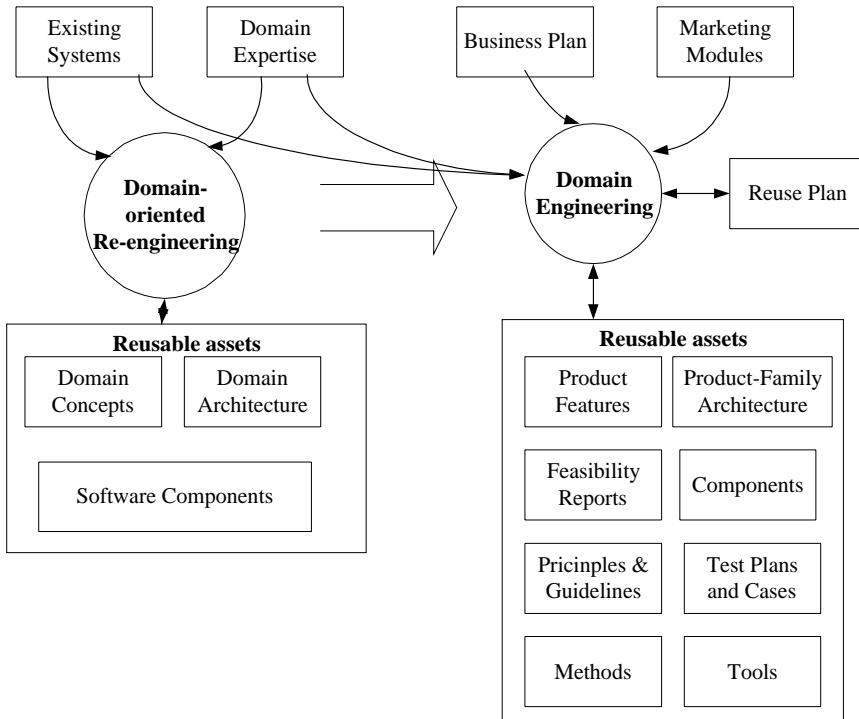 Existing
Systems
Domain
Expertise
Business Plan
Marketing
Modules
Domain-
oriented
Re-engineering
Domain
Engineering
Reuse Plan
Reusable assets
Domain
Concepts
Domain
Architecture
Software Components
Reusable assets
Product
Features
Product-Family
Architecture
Feasibility
Reports
Components
Pricinples &
Guidelines
Test Plans
and Cases
Methods
Tools